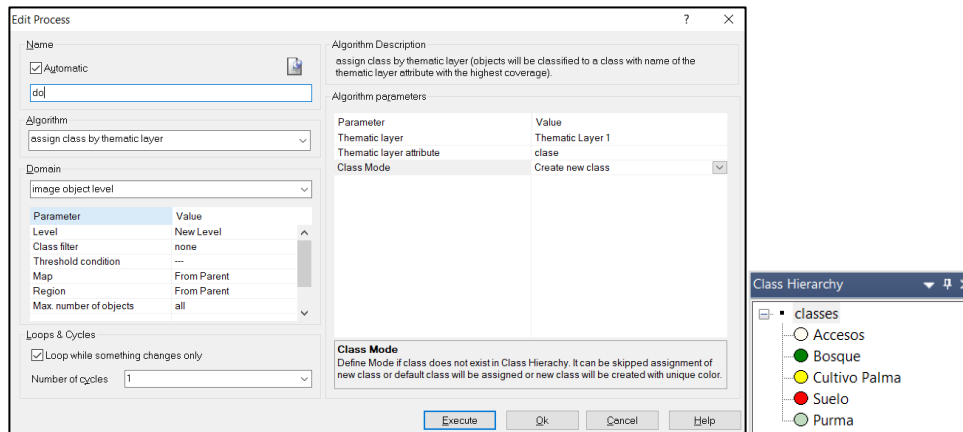 Edit Process
?
Name
Automatic
do
Algorithm
assign class by thematic layer
Domain
image object level
Parameter Value
Level New Level
Class filter none
Threshold condition ---
Map From Parent
Region From Parent
Max. number of objects all
Loops & Cycles
Loop while something changes only
Number of cycles 1
Algorithm Description
assign class by thematic layer (objects will be classified to a class with name of the
thematic layer attribute with the highest coverage).
Algorithm parameters
Parameter Value
Thematic layer Thematic Layer 1
Thematic layer attribute clase
Class Mode Create new class
Class Mode
Define Mode if class does not exist in Class Hierachy. It can be skipped assignment of
new class or default class will be assigned or new class will be created with unique color.
Execute Ok Cancel Help
Class Hierarchy
classes
Accesos
Bosque
Cultivo Palma
Suelo
Purma